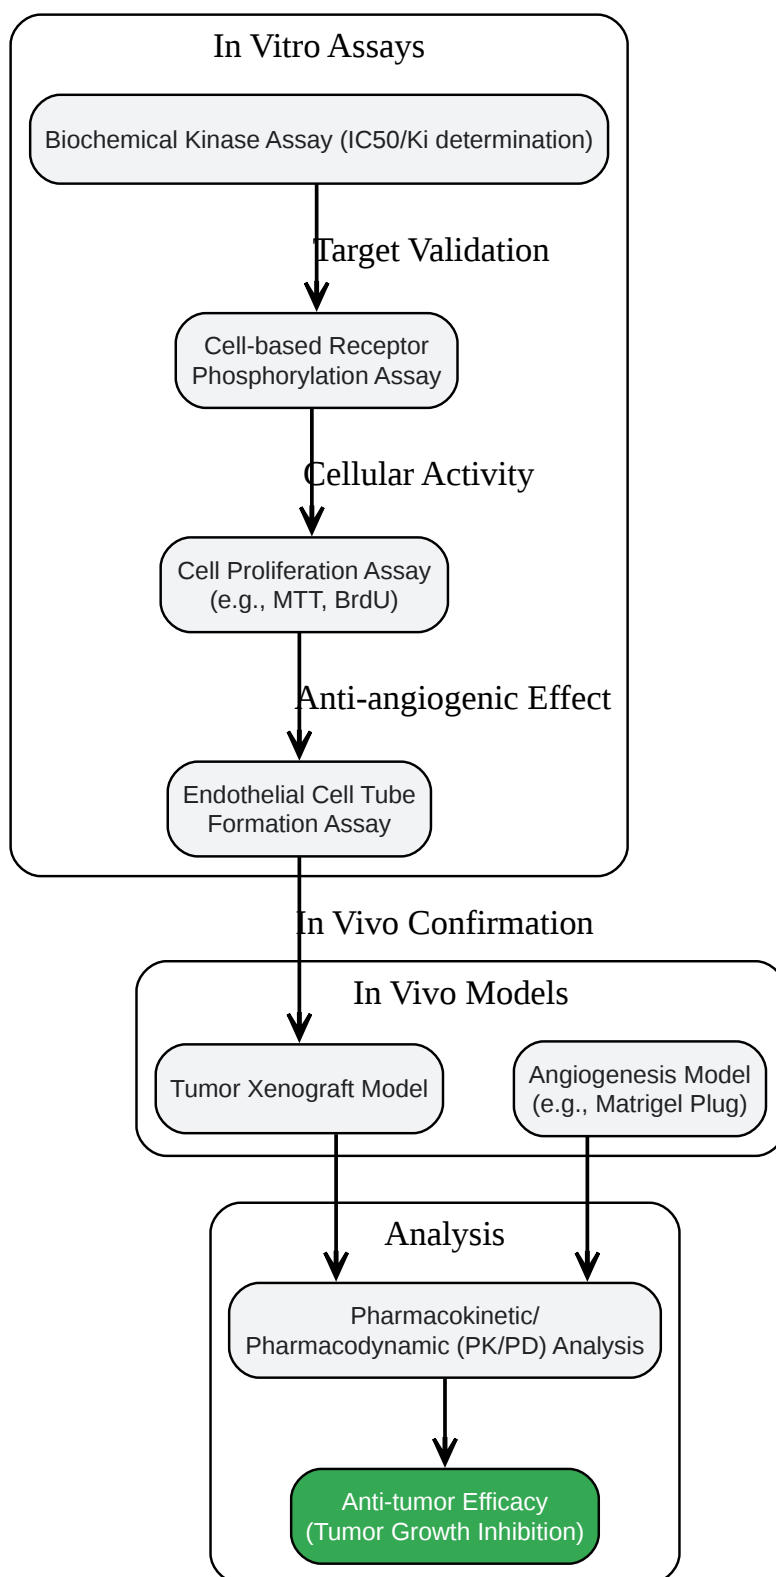 In Vitro Assays
Biochemical Kinase Assay (IC50/Ki determination)
Target Validation
Cell-based Receptor
Phosphorylation Assay
Cellular Activity
Cell Proliferation Assay
(e.g., MTT, BrdU)
Anti-angiogenic Effect
Endothelial Cell Tube
Formation Assay
In Vivo Confirmation
In Vivo Models
Tumor Xenograft Model
Angiogenesis Model
(e.g., Matrigel Plug)
Analysis
Pharmacokinetic/
Pharmacodynamic (PK/PD) Analysis
Anti-tumor Efficacy
(Tumor Growth Inhibition)